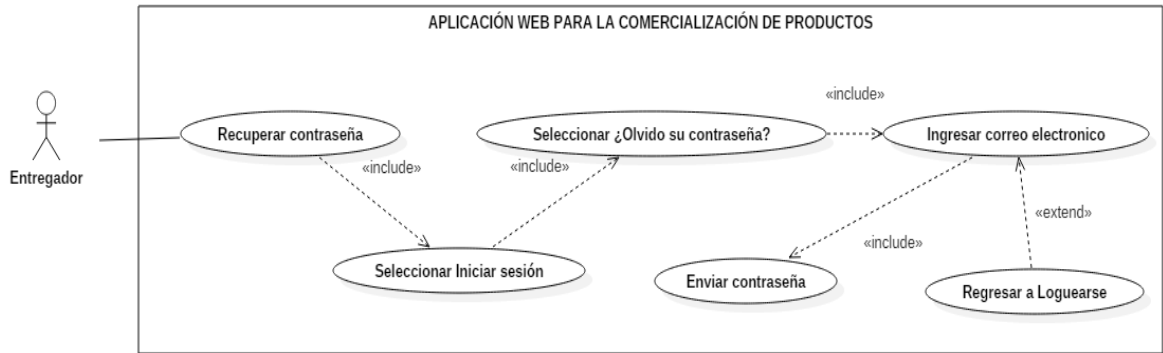 APLICACIÓN WEB PARA LA COMERCIALIZACIÓN DE PRODUCTOS
«include»
Recuperar contraseña
Seleccionar ¿Olvido su contraseña?
Ingresar correo electronico
«include»
«include»
Entregador
«extend»
«include»
Seleccionar Iniciar sesión
Enviar contraseña
Regresar a Loguearse